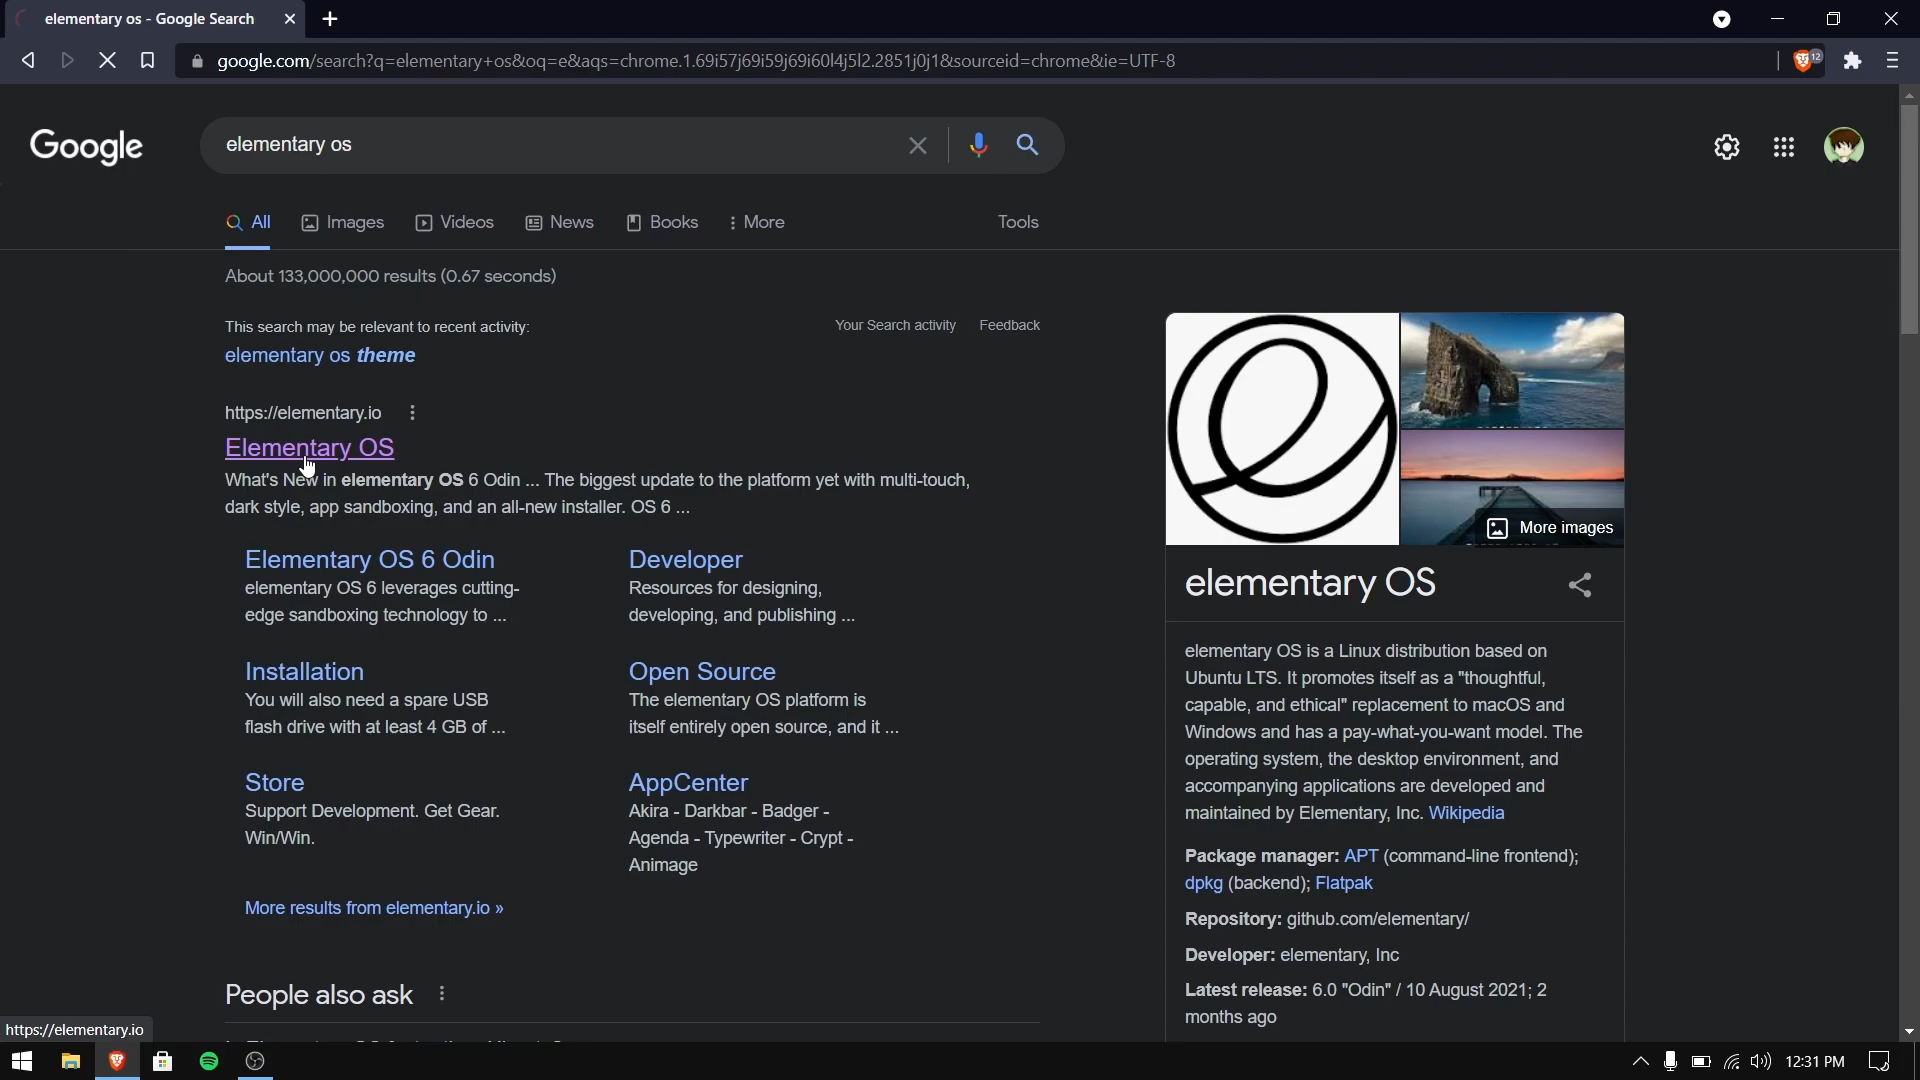 elementary os - Google Search
google.com/search?q=elementary+os&oq=e&aqs=chrome.1.69i57j69i59j69i60l4j5l2.2851j0j1&sourceid=chrome&ie=UTF-8
12
Google
elementary os
All Images Videos News Books More Tools
About 133,000,000 results (0.67 seconds)
This search may be relevant to recent activity:
Your Search activity Feedback
elementary os theme
https://elementary.io
Elementary OS
What's New in elementary OS 6 Odin ... The biggest update to the platform yet with multi-touch,
dark style, app sandboxing, and an all-new installer. OS 6 ...
Elementary OS 6 Odin
elementary OS 6 leverages cutting-
edge sandboxing technology to ...
Developer
Resources for designing,
developing, and publishing ...
Installation
You will also need a spare USB
flash drive with at least 4 GB of ...
Open Source
The elementary OS platform is
itself entirely open source, and it ...
Store
Support Development. Get Gear.
Win/Win.
AppCenter
Akira - Darkbar - Badger -
Agenda - Typewriter - Crypt -
Animage
More results from elementary.io »
People also ask
More images
elementary OS
elementary OS is a Linux distribution based on
Ubuntu LTS. It promotes itself as a "thoughtful,
capable, and ethical" replacement to macOS and
Windows and has a pay-what-you-want model. The
operating system, the desktop environment, and
accompanying applications are developed and
maintained by Elementary, Inc. Wikipedia
Package manager: APT (command-line frontend);
dpkg (backend); Flatpak
Repository: github.com/elementary/
Developer: elementary, Inc
Latest release: 6.0 "Odin" / 10 August 2021; 2
months ago
https://elementary.io
12:31 PM